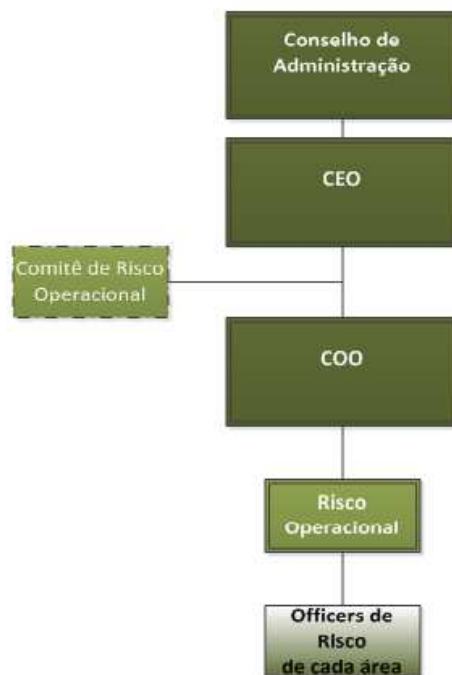 Conselho de
Administração
CEO
Comitê de Risco
Operacional
COO
Risco
Operacional
Officers de
Risco
de cada área